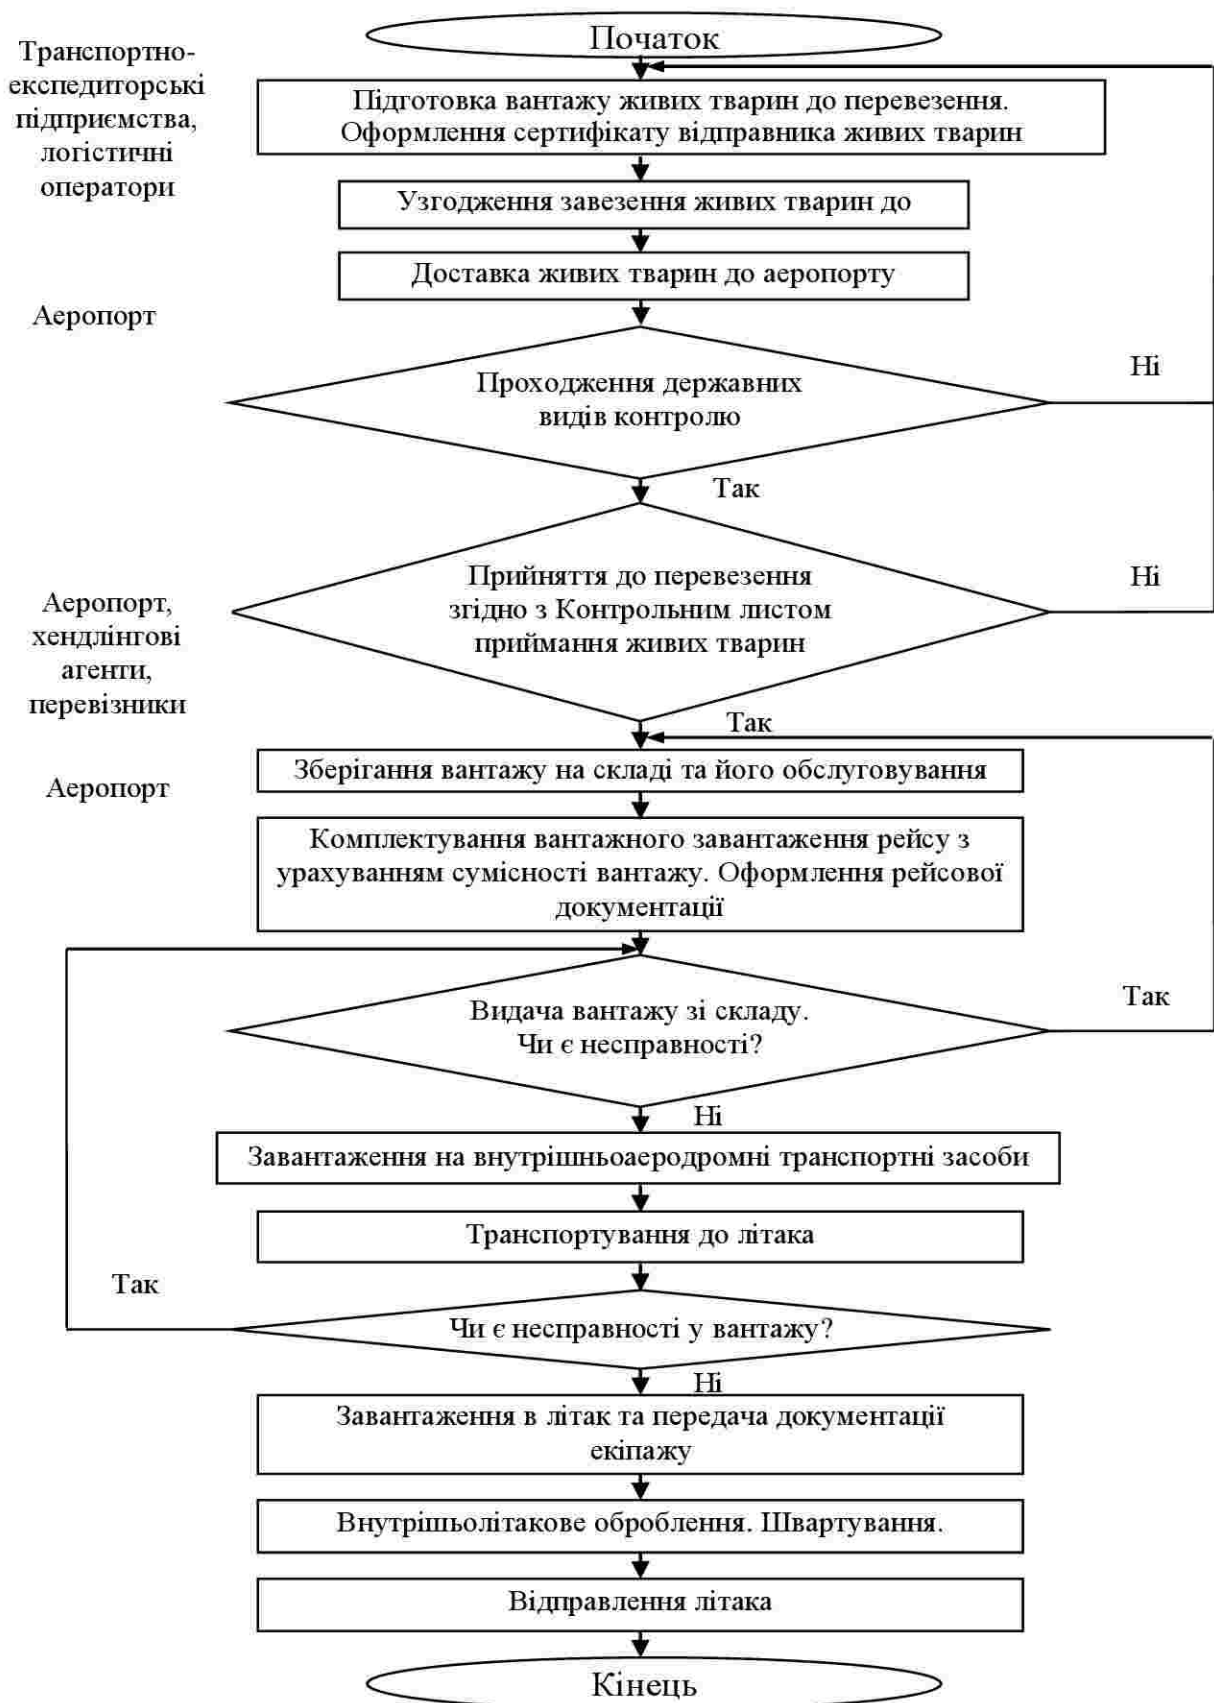 Початок
Транспортно-
експедиторські
підприємства,
логістичні
оператори
Підготовка вантажу живих тварин до перевезення.
Оформлення сертифікату відправника живих тварин
Узгодження завезення живих тварин до
Доставка живих тварин до аеропорту
Аеропорт
Проходження державних
видів контролю
Ні
Так
Аеропорт,
хендлінгові
агенти,
перевізники
Прийняття до перевезення
згідно з Контрольним листом
приймання живих тварин
Ні
Так
Аеропорт
Зберігання вантажу на складі та його обслуговування
Комплектування вантажного завантаження рейсу з
урахуванням сумісності вантажу. Оформлення рейсової
документації
Видача вантажу зі складу.
Чи є несправності?
Так
Ні
Завантаження на внутрішньоаеродромні транспортні засоби
Транспортування до літака
Так
Чи є несправності у вантажу?
Ні
Завантаження в літак та передача документації
екіпажу
Внутрішьолітакове оброблення. Швартування.
Відправлення літака
Кінець